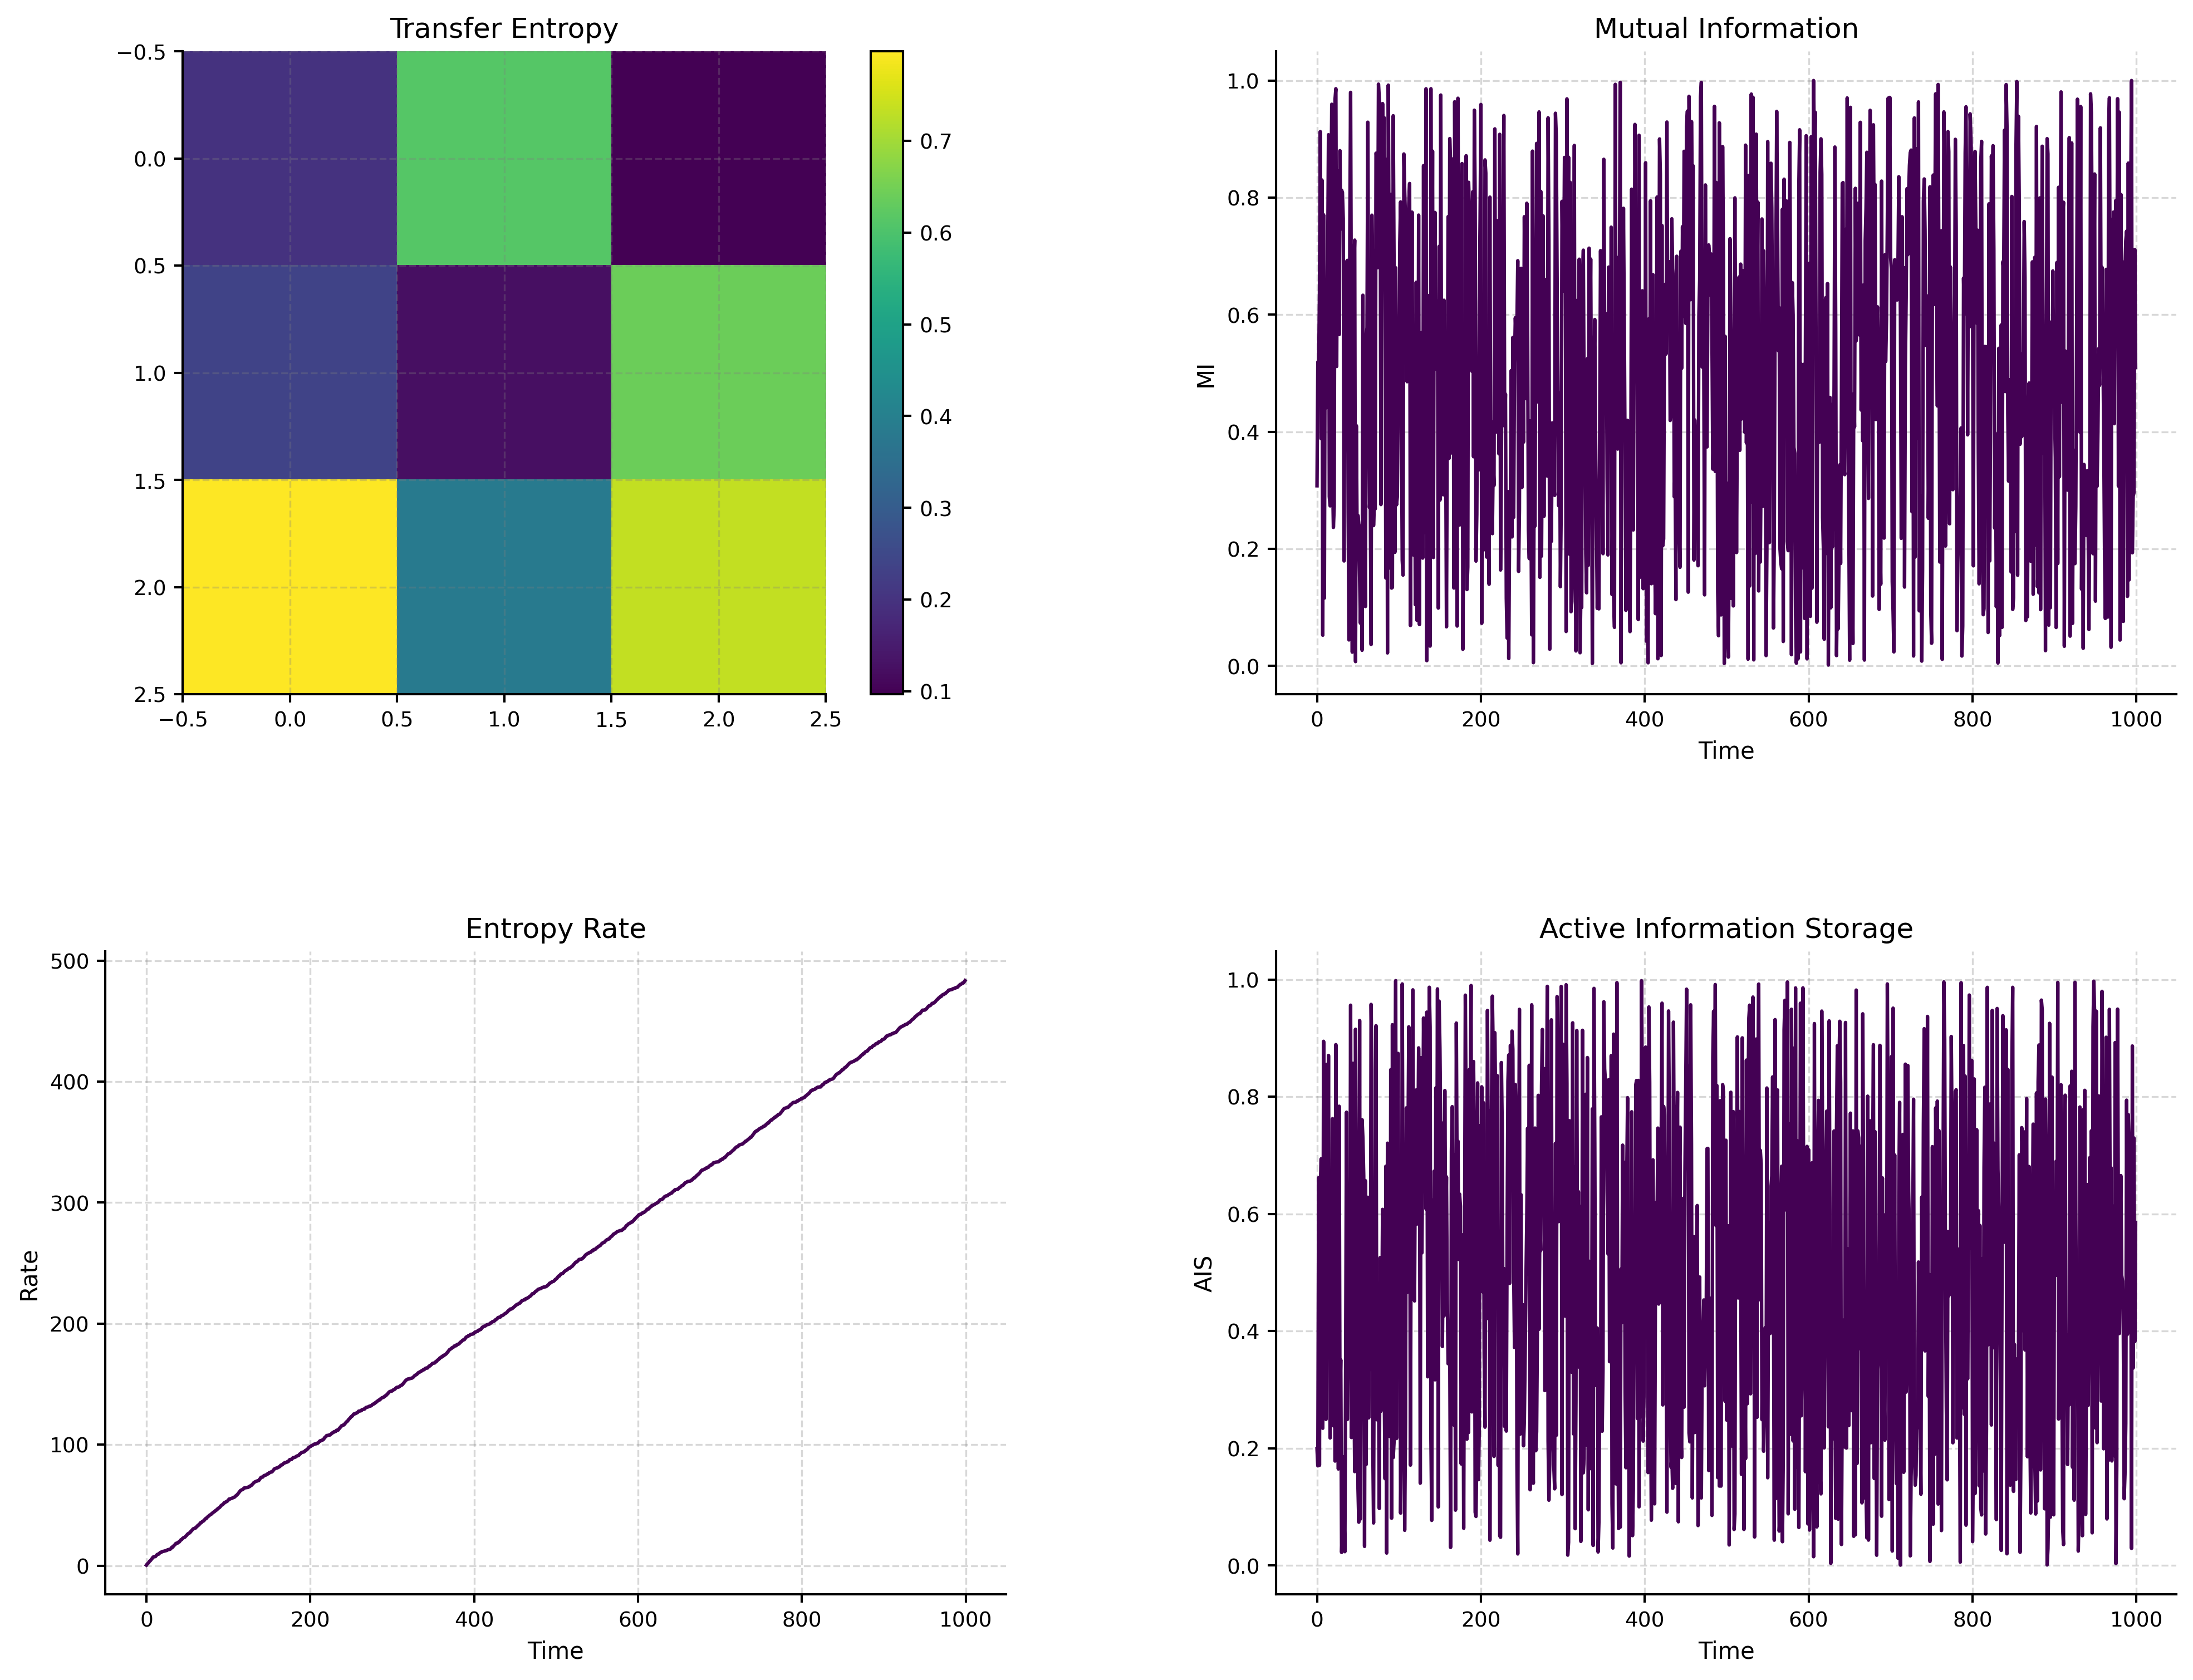 Transfer Entropy
−0.5
0.0
0.5
1.0
1.5
2.0
2.5
−0.5 0.0 0.5 1.0 1.5 2.0 2.5
0.7
0.6
0.5
0.4
0.3
0.2
0.1
Mutual Information
MI
1.0
0.8
0.6
0.4
0.2
0.0
0 200 400 600 800 1000
Time
Entropy Rate
Rate
500
400
300
200
100
0
0 200 400 600 800 1000
Time
Active Information Storage
AIS
1.0
0.8
0.6
0.4
0.2
0.0
0 200 400 600 800 1000
Time